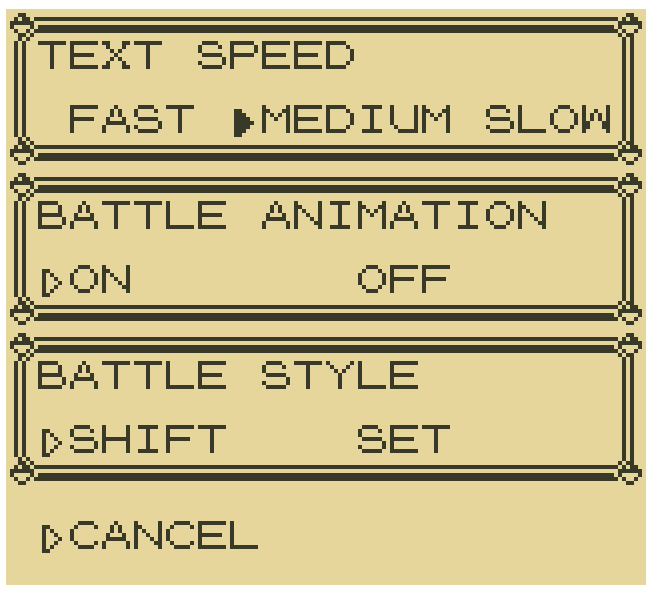 TEXT SPEED
FAST ▶MEDIUM SLOW
BATTLE ANIMATION
▷ON OFF
BATTLE STYLE
▷SHIFT SET
▷CANCEL